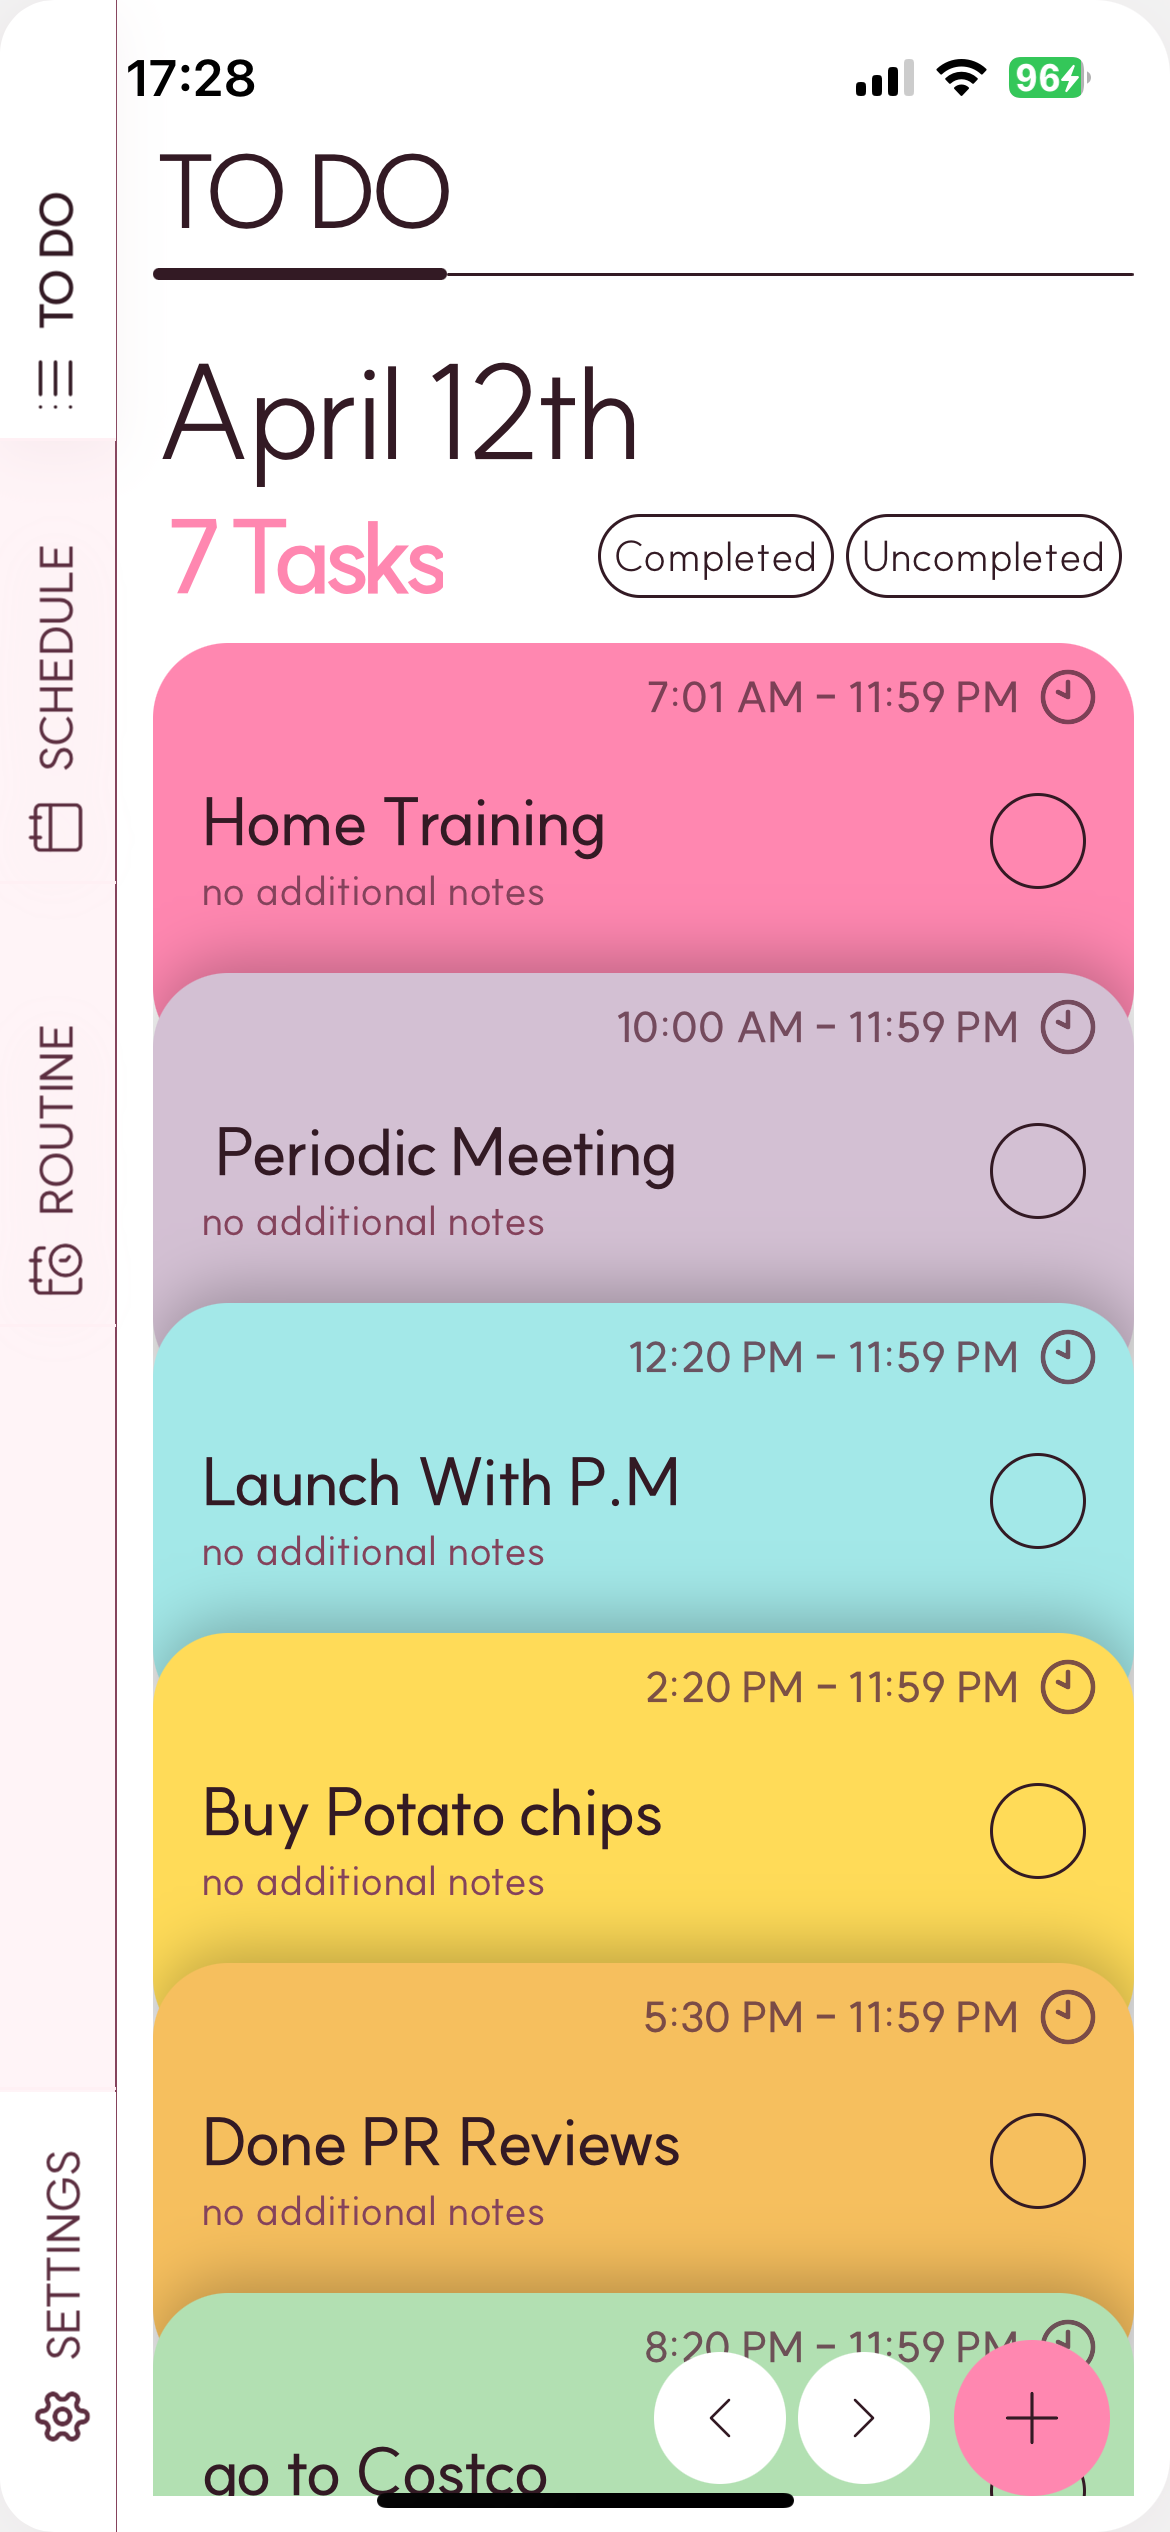 17:28
96
TO DO
TO DO
SCHEDULE
ROUTINE
SETTINGS
April 12th
7 Tasks
Completed
Uncompleted
7:01 AM – 11:59 PM
Home Training
no additional notes
10:00 AM – 11:59 PM
Periodic Meeting
no additional notes
12:20 PM – 11:59 PM
Launch With P.M
no additional notes
2:20 PM – 11:59 PM
Buy Potato chips
no additional notes
5:30 PM – 11:59 PM
Done PR Reviews
no additional notes
8:20 PM – 11:59 PM
go to Costco